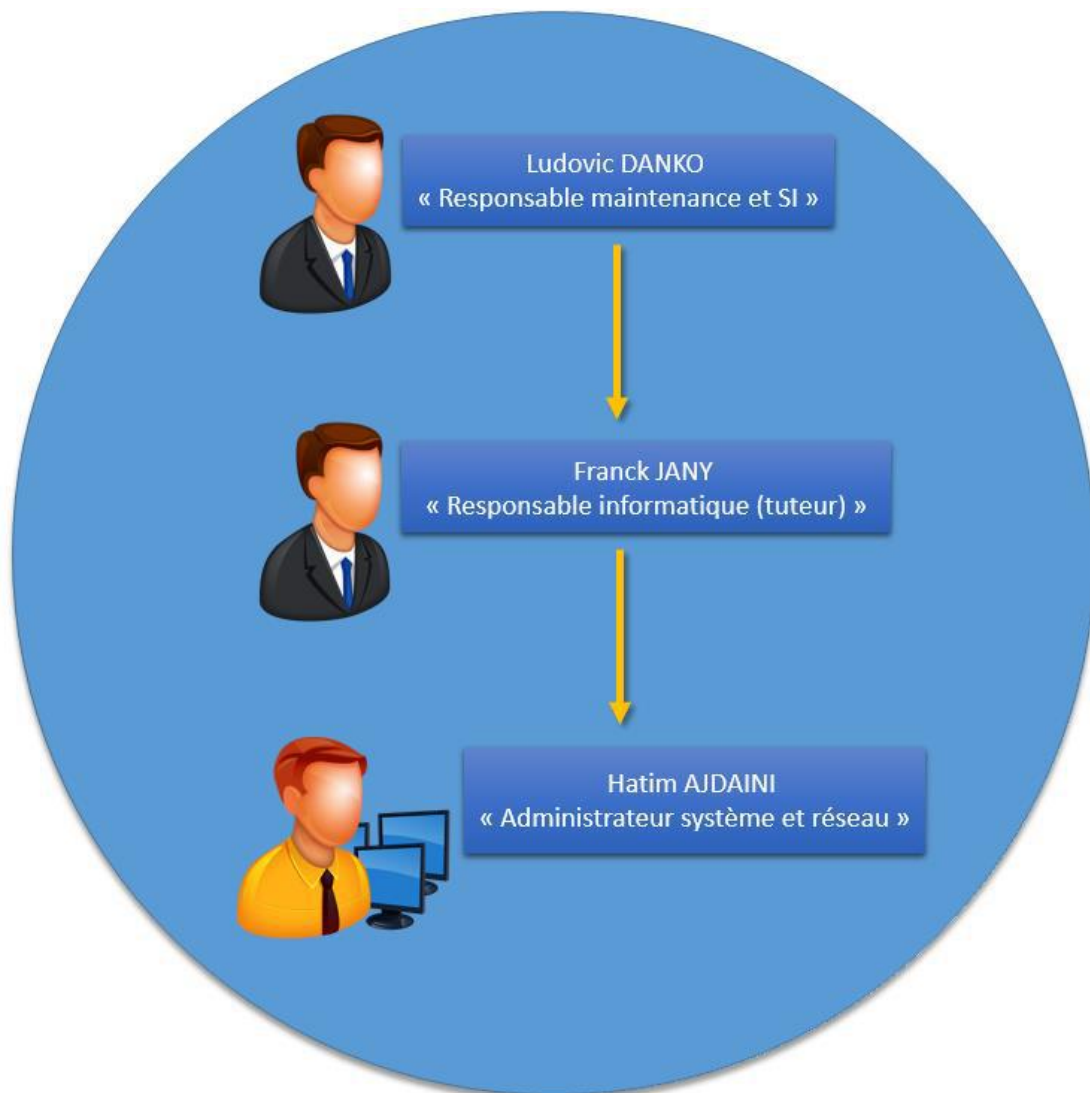 Ludovic DANKO
« Responsable maintenance et SI »
Franck JANY
« Responsable informatique (tuteur) »
Hatim AJDAINI
« Administrateur système et réseau »